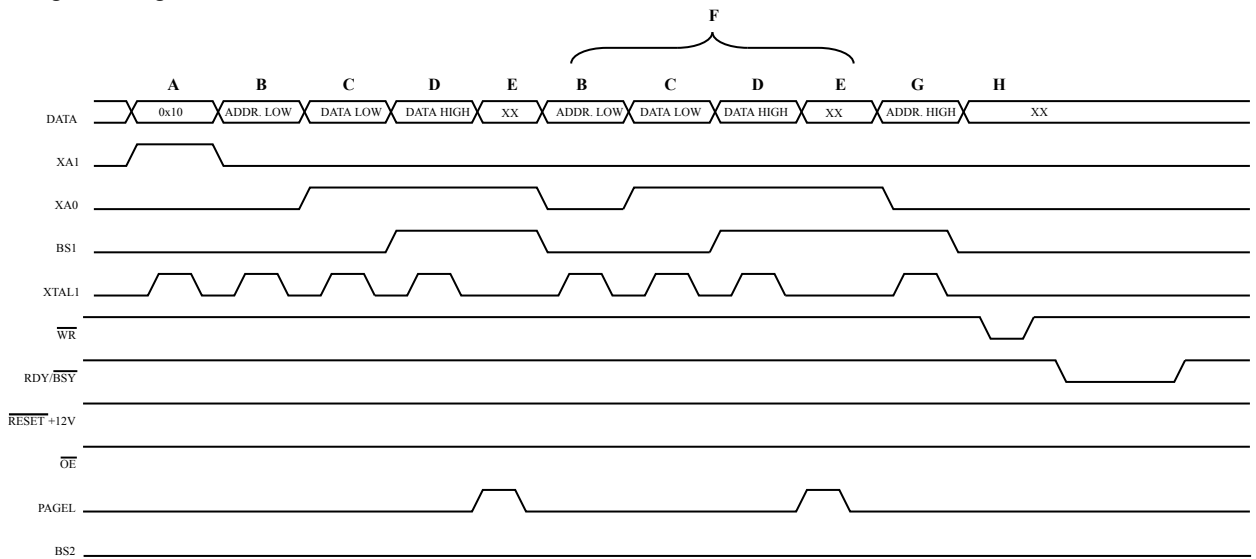 F
A B C D E B C D E G H
DATA 0x10 ADDR. LOW DATA LOW DATA HIGH XX ADDR. LOW DATA LOW DATA HIGH XX ADDR. HIGH XX
XA1
XA0
BS1
XTAL1
WR
RDY/BSY
RESET +12V
OE
PAGEL
BS2